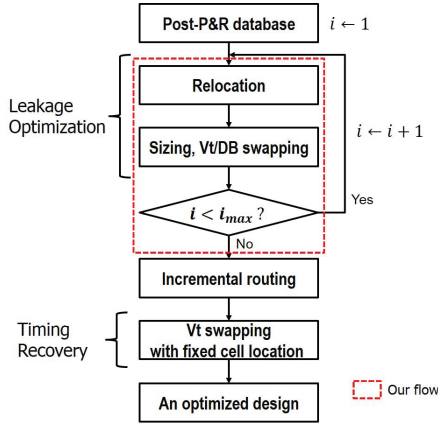 Post-P&R database
i ← 1
Leakage
Optimization
Relocation
Sizing, Vt/DB swapping
i ← i + 1
i < i_max ?
Yes
No
Incremental routing
Timing
Recovery
Vt swapping
with fixed cell location
An optimized design
Our flow